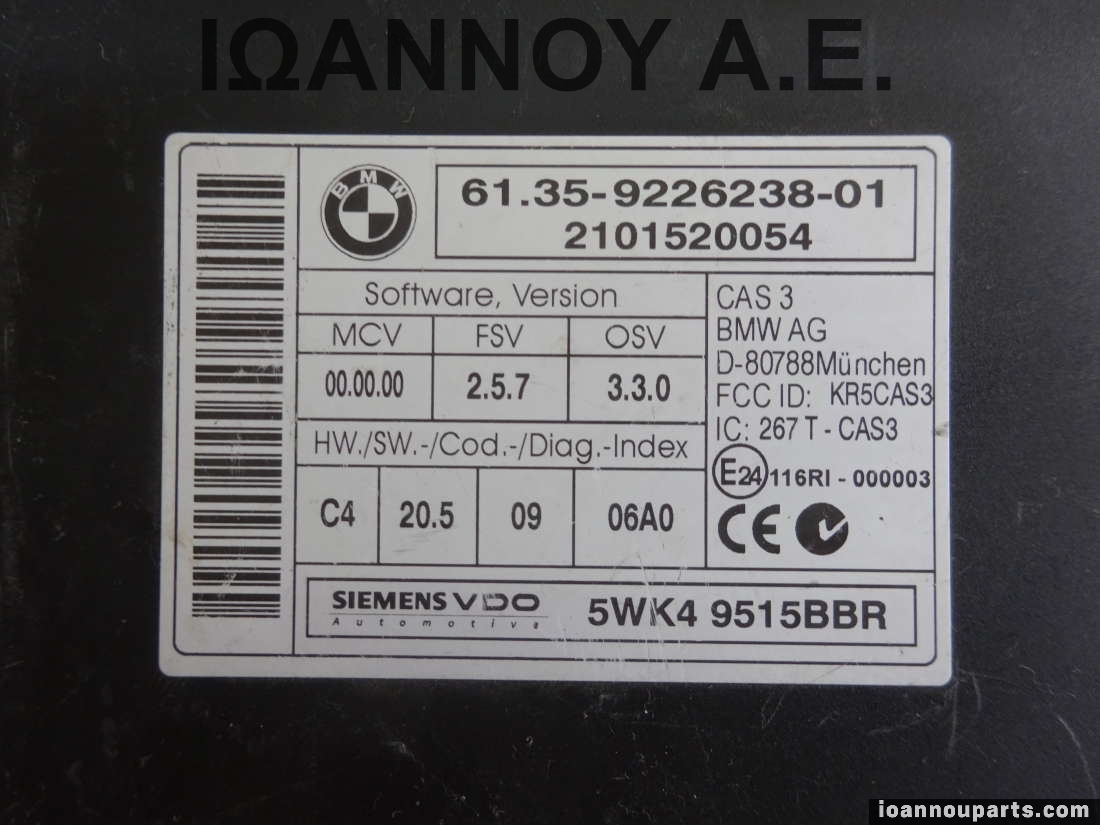 ΙΩΑΝΝΟΥ Α.Ε.
BMW
61.35-9226238-01
2101520054
Software, Version
MCV FSV OSV
00.00.00 2.5.7 3.3.0
HW./SW.-/Cod.-/Diag.-Index
C4 20.5 09 06A0
CAS 3
BMW AG
D-80788München
FCC ID: KR5CAS3
IC: 267 T - CAS3
E24 116RI - 000003
CE
SIEMENS VDO
Automotive
5WK4 9515BBR
ioannouparts.com